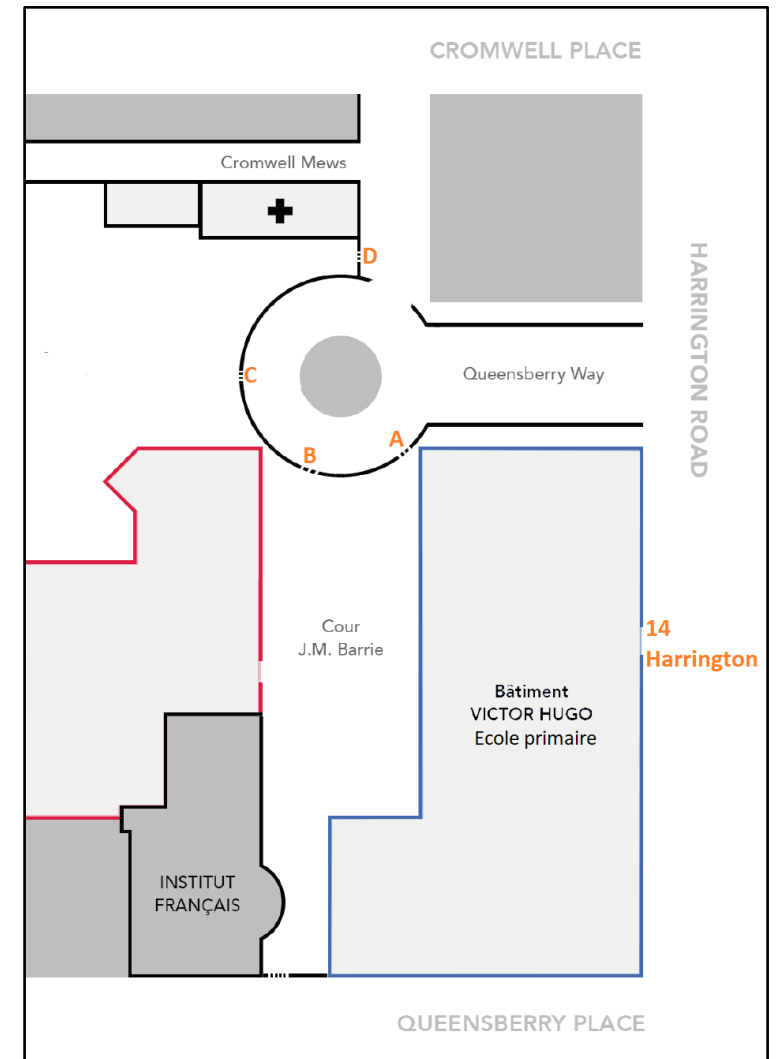 CROMWELL PLACE
Cromwell Mews
D
HARRINGTON ROAD
C
Queensberry Way
A
B
Cour
J.M. Barrie
14
Harrington
Bâtiment
VICTOR HUGO
Ecole primaire
INSTITUT
FRANÇAIS
QUEENSBERRY PLACE